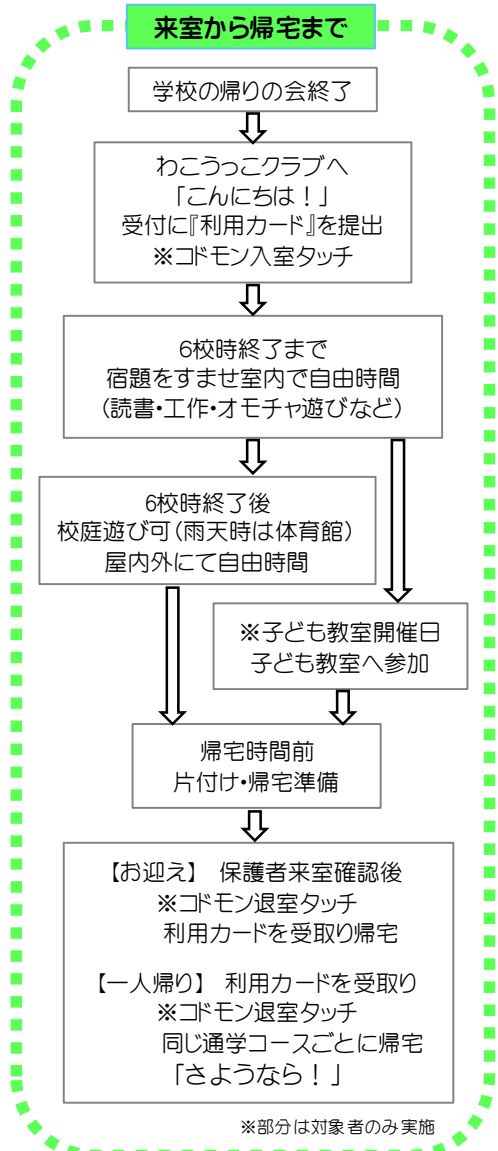 来室から帰宅まで
学校の帰りの会終了
わこうっこクラブへ
「こんにちは！」
受付に『利用カード』を提出
※コドモン入室タッチ
6校時終了まで
宿題をすませ室内で自由時間
(読書・工作・オモチャ遊びなど)
6校時終了後
校庭遊び可(雨天時は体育館)
屋内外にて自由時間
※子ども教室開催日
子ども教室へ参加
帰宅時間前
片付け・帰宅準備
【お迎え】 保護者来室確認後
※コドモン退室タッチ
利用カードを受取り帰宅
【一人帰り】 利用カードを受取り
※コドモン退室タッチ
同じ通学コースごとに帰宅
「さようなら！」
※部分は対象者のみ実施